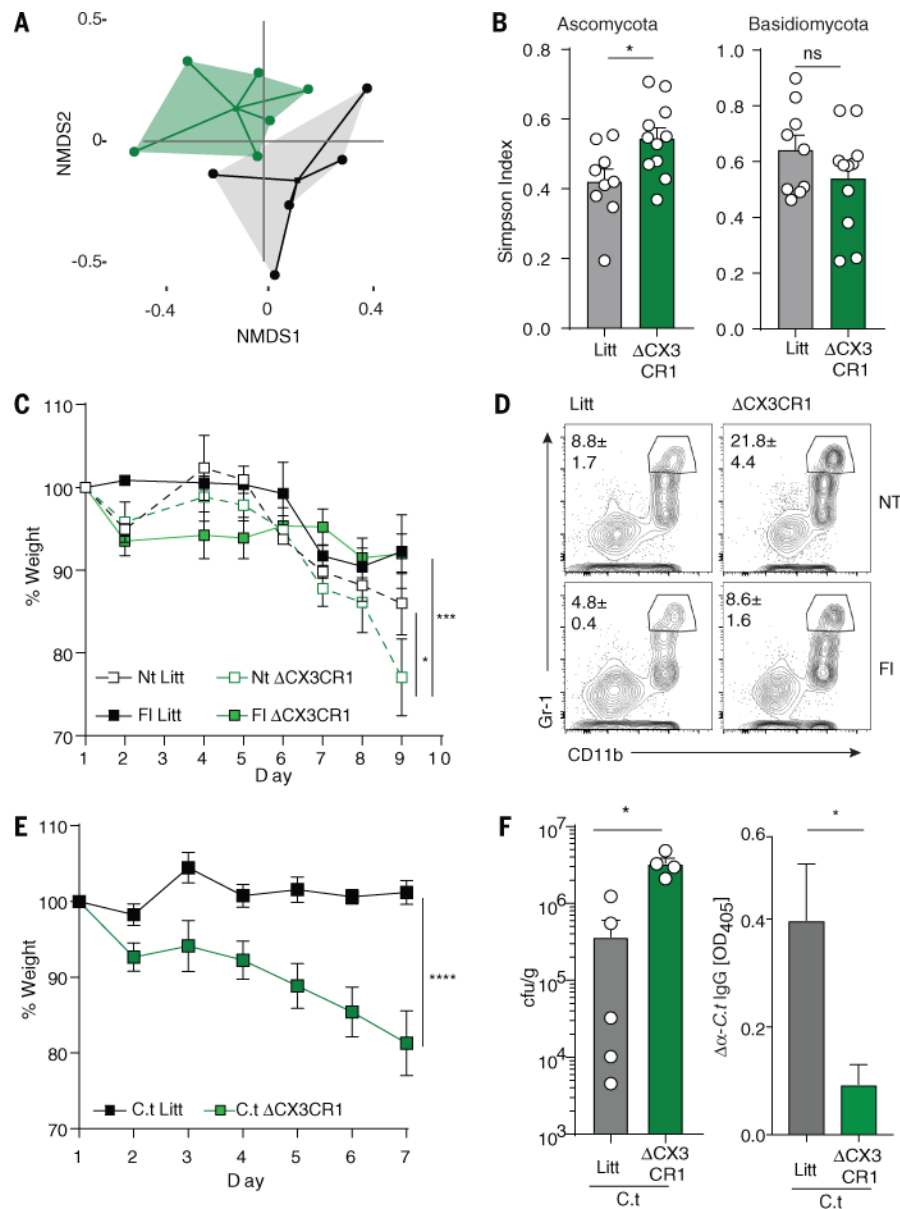 A
0.5
0
-0.5
NMDS2
-0.4
0
0.4
NMDS1
B
Ascomycota
Basidiomycota
*
ns
Simpson Index
0.8
0.6
0.4
0.2
0.0
Litt
ΔCX3
CR1
1.0
0.8
0.6
0.4
0.2
0.0
Litt
ΔCX3
CR1
C
110
100
90
80
70
% Weight
***
*
Nt Litt
Nt ΔCX3CR1
FI Litt
FI ΔCX3CR1
1 2 3 4 5 6 7 8 9 10
Day
D
Litt
ΔCX3CR1
8.8±
1.7
21.8±
4.4
NT
4.8±
0.4
8.6±
1.6
FI
Gr-1
CD11b
E
110
100
90
80
70
% Weight
****
C.t Litt
C.t ΔCX3CR1
1 2 3 4 5 6 7
Day
F
*
cfu/g
10⁷
10⁶
10⁵
10⁴
10³
Litt
ΔCX3
CR1
C.t
*
Δα-C.t IgG [OD₄₀₅]
0.6
0.4
0.2
0.0
Litt
ΔCX3
CR1
C.t